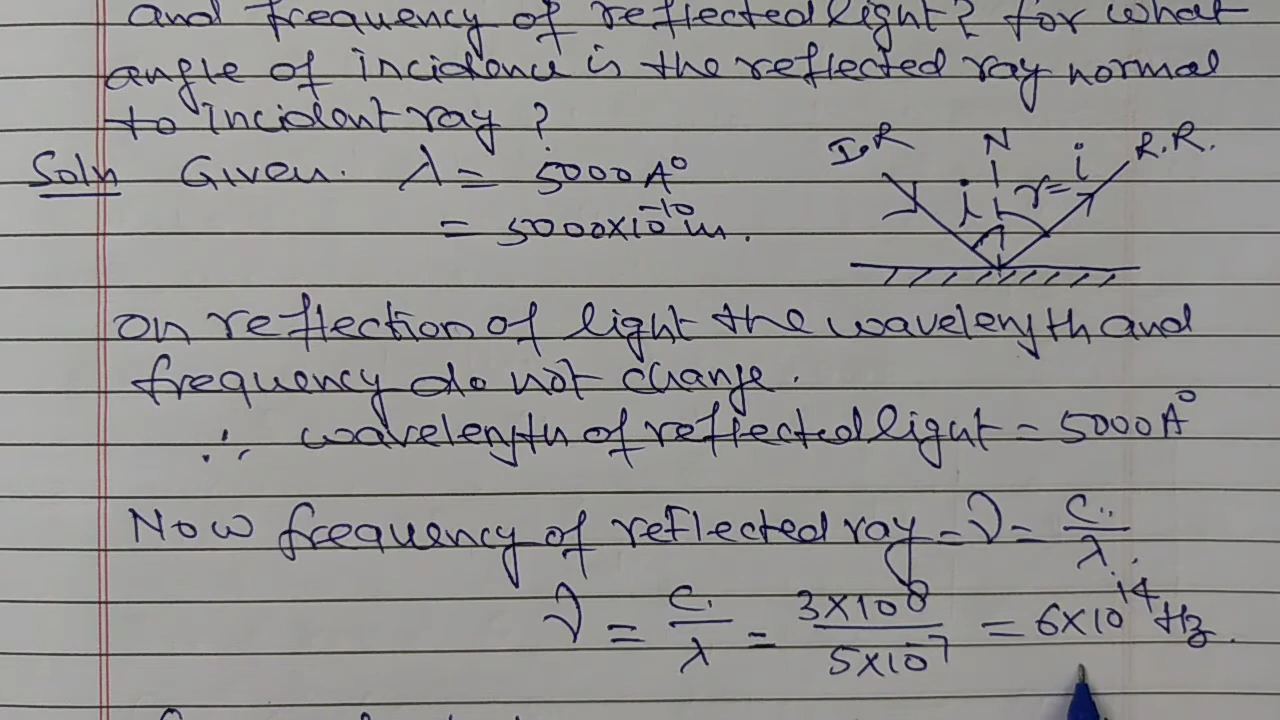 and frequency of reflected light? for what
angle of incidence is the reflected ray normal
to incident ray?
Soln Given. λ = 5000 A°
= 5000×10⁻¹⁰ m.
I.R N i R.R.
i r=
On reflection of light the wavelength and
frequency do not change.
∴ wavelength of reflected light = 5000 A°
Now frequency of reflected ray = ν = c/λ.
ν = c/λ = 3×10⁸/5×10⁻⁷ = 6×10¹⁴ Hz.